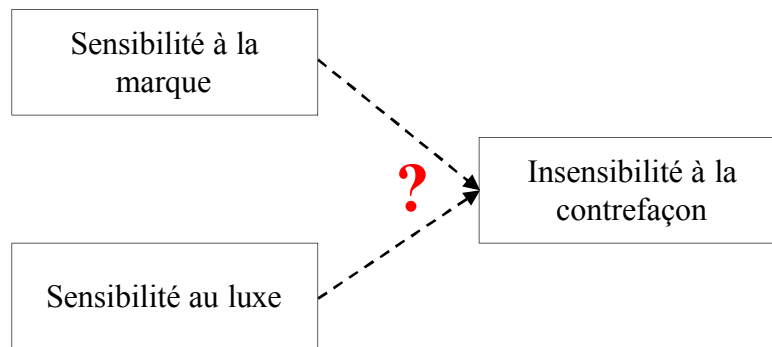 Sensibilité à la
marque
Insensibilité à la
contrefaçon
?
Sensibilité au luxe